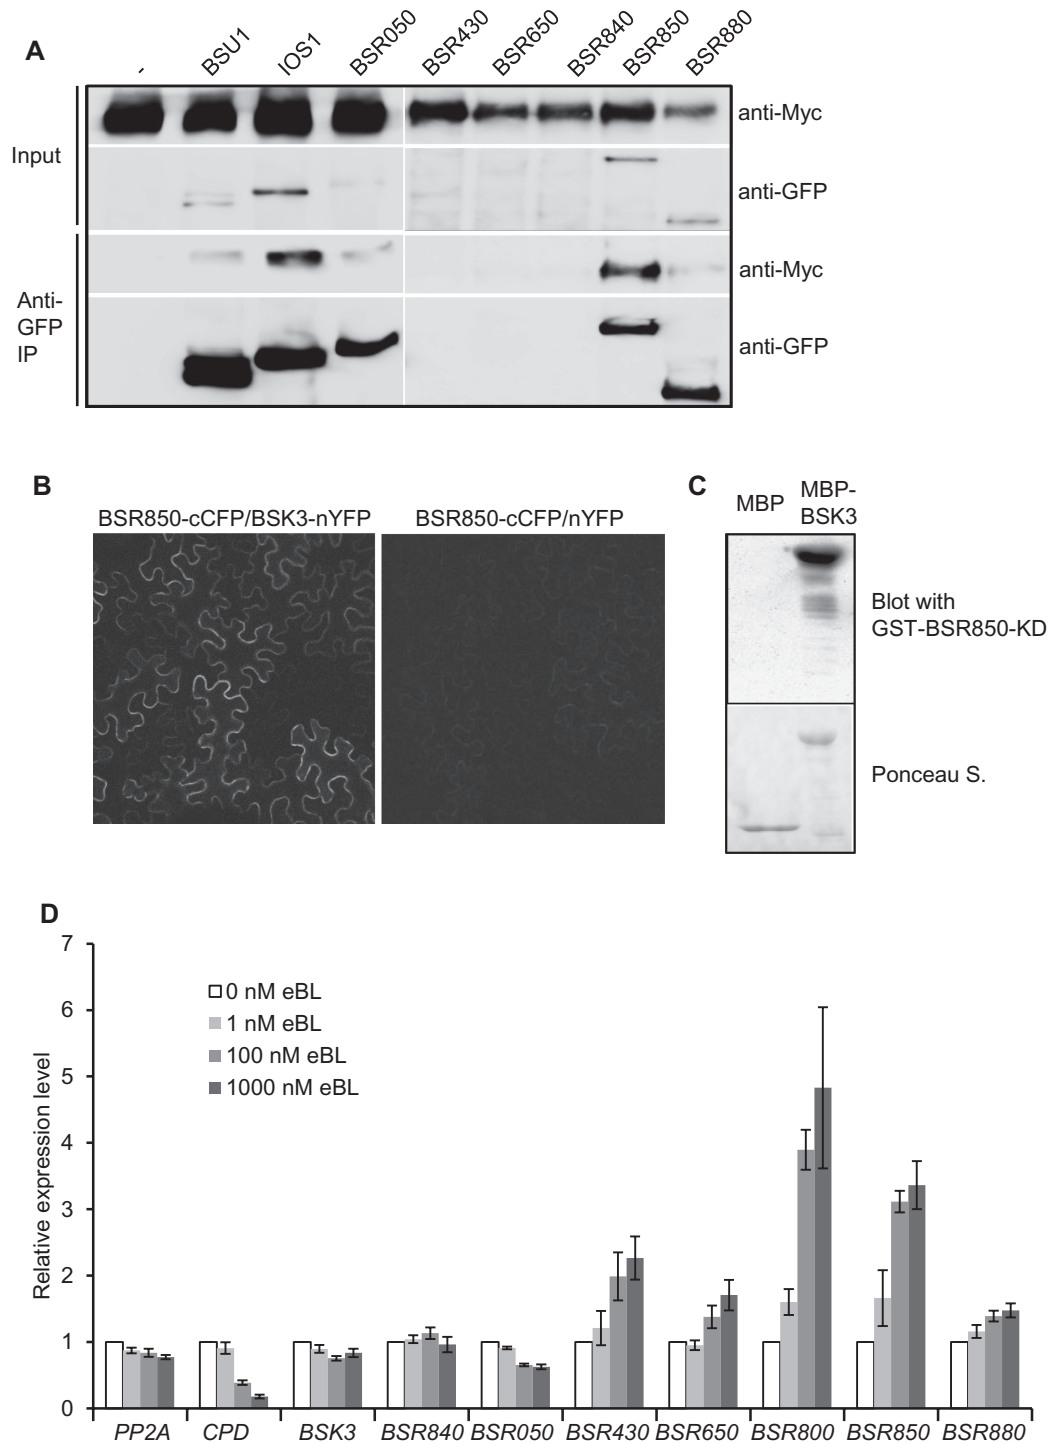 A
-
BSU1
IOS1
BSR050
BSR430
BSR650
BSR840
BSR850
BSR880
Input
anti-Myc
anti-GFP
Anti-
GFP
IP
anti-Myc
anti-GFP
B
BSR850-cCFP/BSK3-nYFP
BSR850-cCFP/nYFP
C
MBP
MBP-
BSK3
Blot with
GST-BSR850-KD
Ponceau S.
D
Relative expression level
7
6
5
4
3
2
1
0
0 nM eBL
1 nM eBL
100 nM eBL
1000 nM eBL
PP2A
CPD
BSK3
BSR840
BSR050
BSR430
BSR650
BSR800
BSR850
BSR880